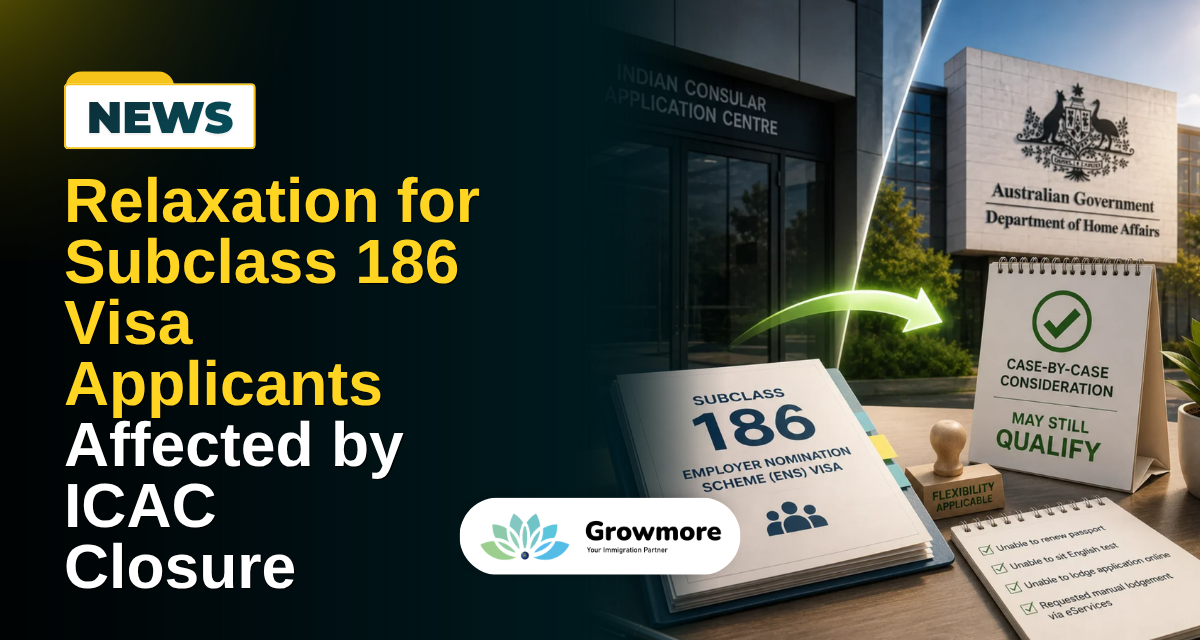 NEWS
Relaxation for
Subclass 186
Visa
Applicants
Affected by
ICAC
Closure
Growmore
Your Immigration Partner
INDIAN CONSULAR
APPLICATION CENTRE
Australian Government
Department of Home Affairs
SUBCLASS
186
EMPLOYER NOMINATION
SCHEME (ENS) VISA
CASE-BY-CASE
CONSIDERATION
MAY STILL
QUALIFY
FLEXIBILITY
APPLICABLE
Unable to renew passport
Unable to sit English test
Unable to lodge application online
Requested manual lodgement
via eServices